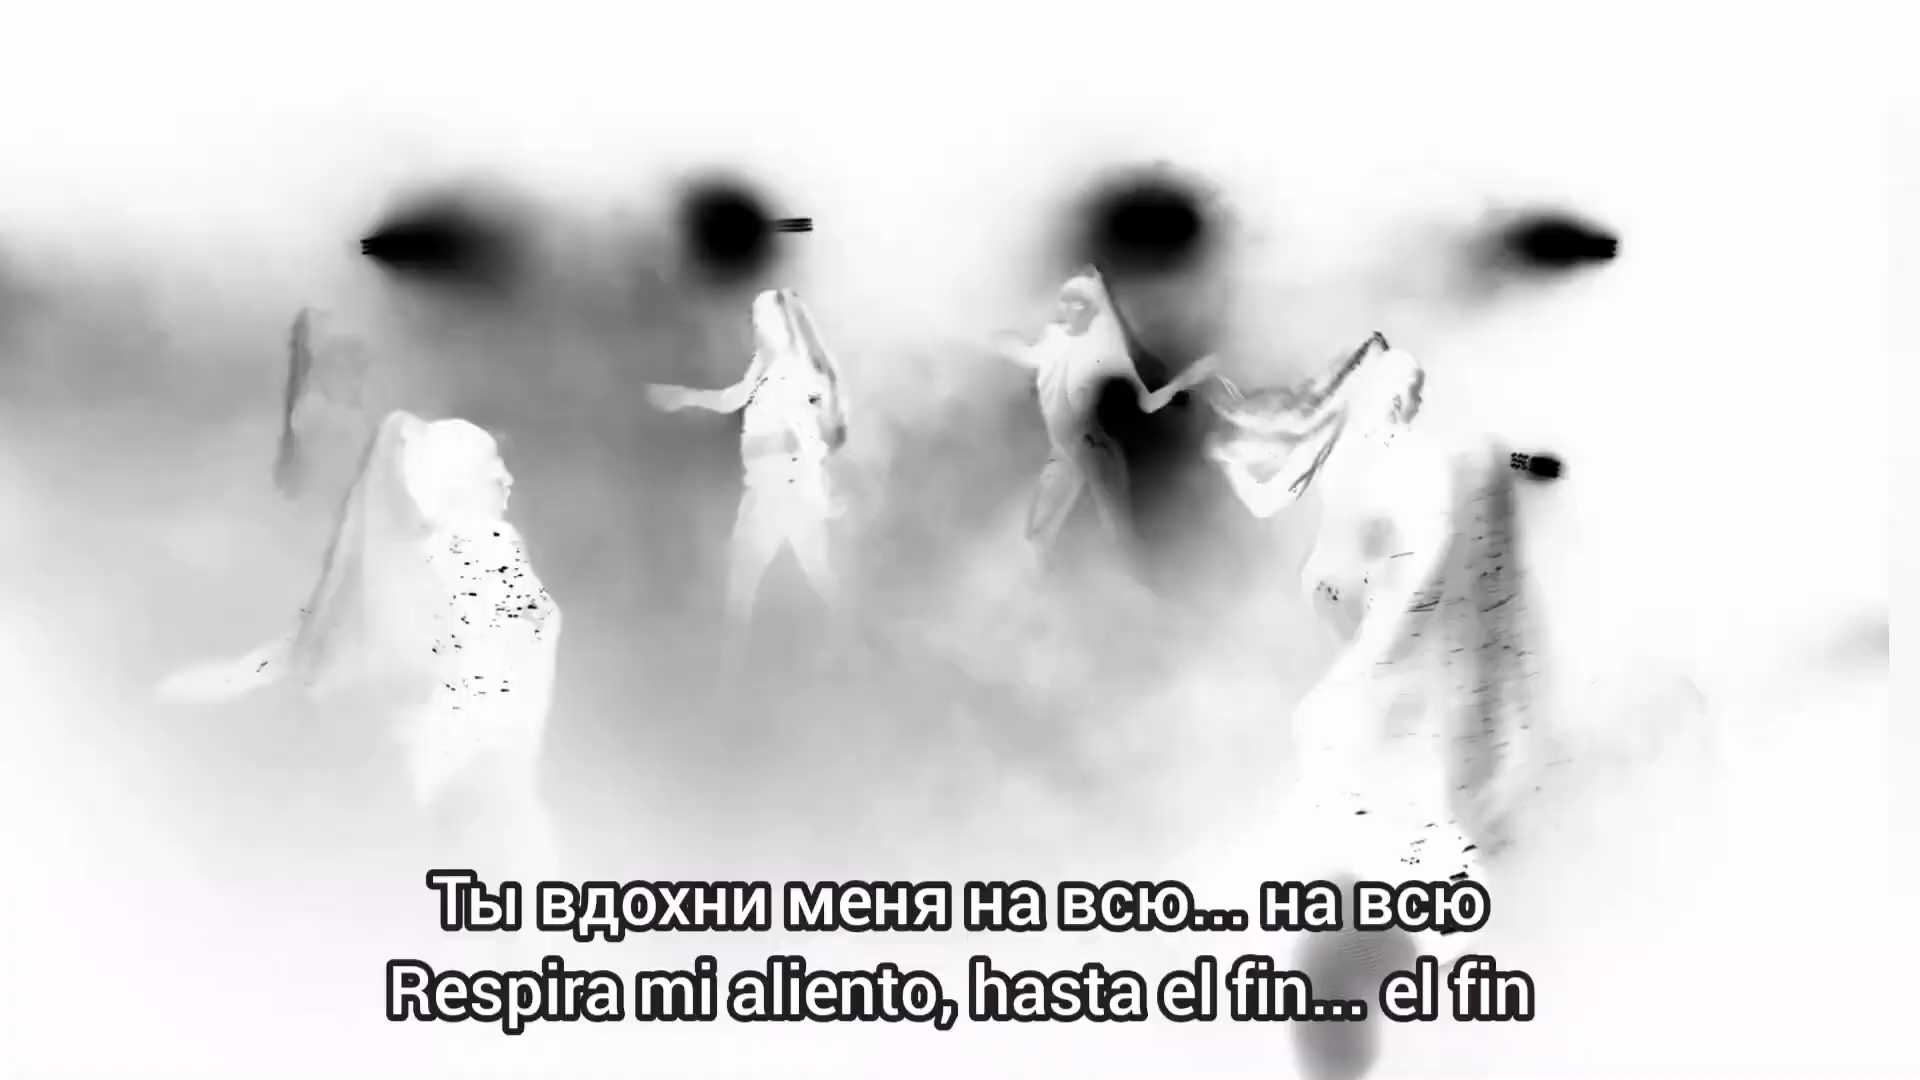 Ты вдохни меня на всю... на всю
Respira mi aliento, hasta el fin... el fin